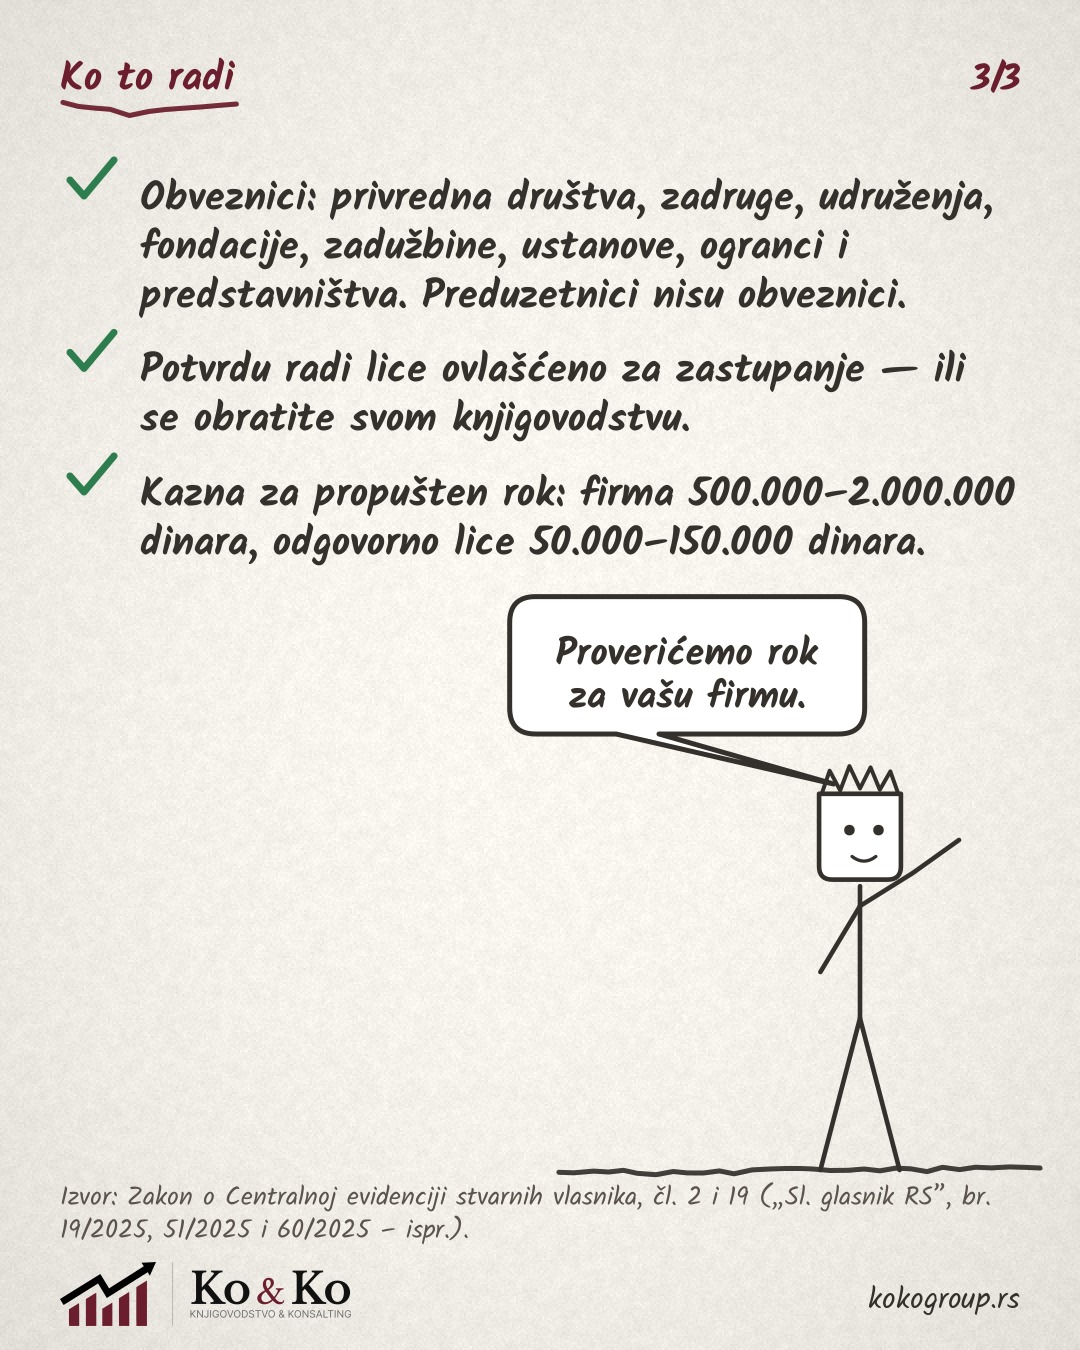 Ko to radi
3/3
Obveznici: privredna društva, zadruge, udruženja,
fondacije, zadužbine, ustanove, ogranci i
predstavništva. Preduzetnici nisu obveznici.
Potvrdu radi lice ovlašćeno za zastupanje — ili
se obratite svom knjigovodstvu.
Kazna za propušten rok: firma 500.000–2.000.000
dinara, odgovorno lice 50.000–150.000 dinara.
Proverićemo rok
za vašu firmu.
Izvor: Zakon o Centralnoj evidenciji stvarnih vlasnika, čl. 2 i 19 („Sl. glasnik RS”, br.
19/2025, 51/2025 i 60/2025 – ispr.).
Ko & Ko
KNJIGOVODSTVO & KONSALTING
kokogroup.rs